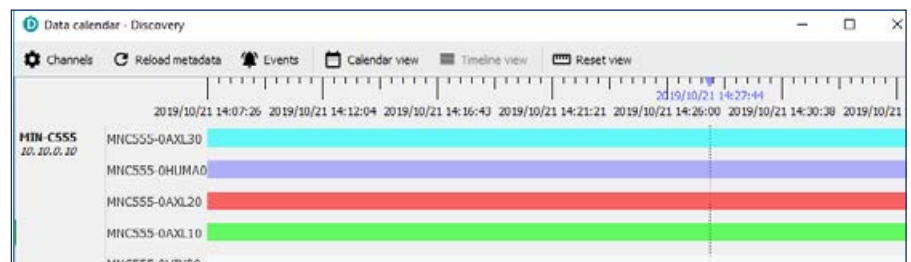 Data calendar - Discovery
Channels Reload metadata Events Calendar view Timeline view Reset view
2019/10/21 14:27:44
2019/10/21 14:07:26 2019/10/21 14:12:04 2019/10/21 14:16:43 2019/10/21 14:21:21 2019/10/21 14:26:00 2019/10/21 14:30:38 2019/10/21
MIN-C555 MNC555-0AXL30
10.10.0.10
MNC555-0HUMA0
MNC555-0AXL20
MNC555-0AXL10